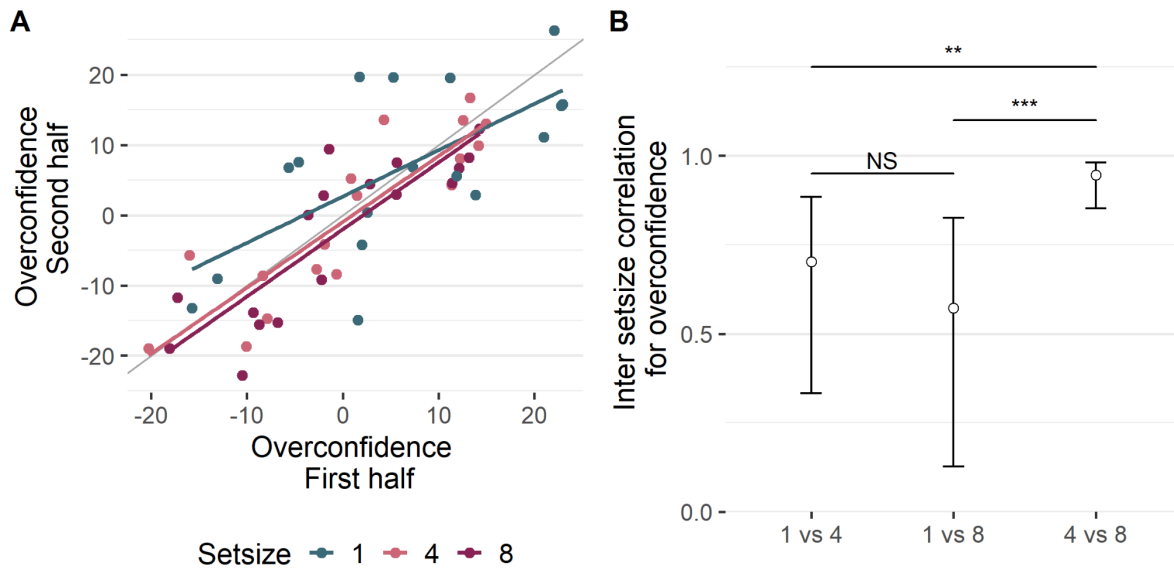 A
Overconfidence
Second half
20
10
0
-10
-20
-20 -10 0 10 20
Overconfidence
First half
Setsize 1 4 8
B
Inter setsize correlation
for overconfidence
**
***
NS
1.0
0.5
0.0
1 vs 4 1 vs 8 4 vs 8